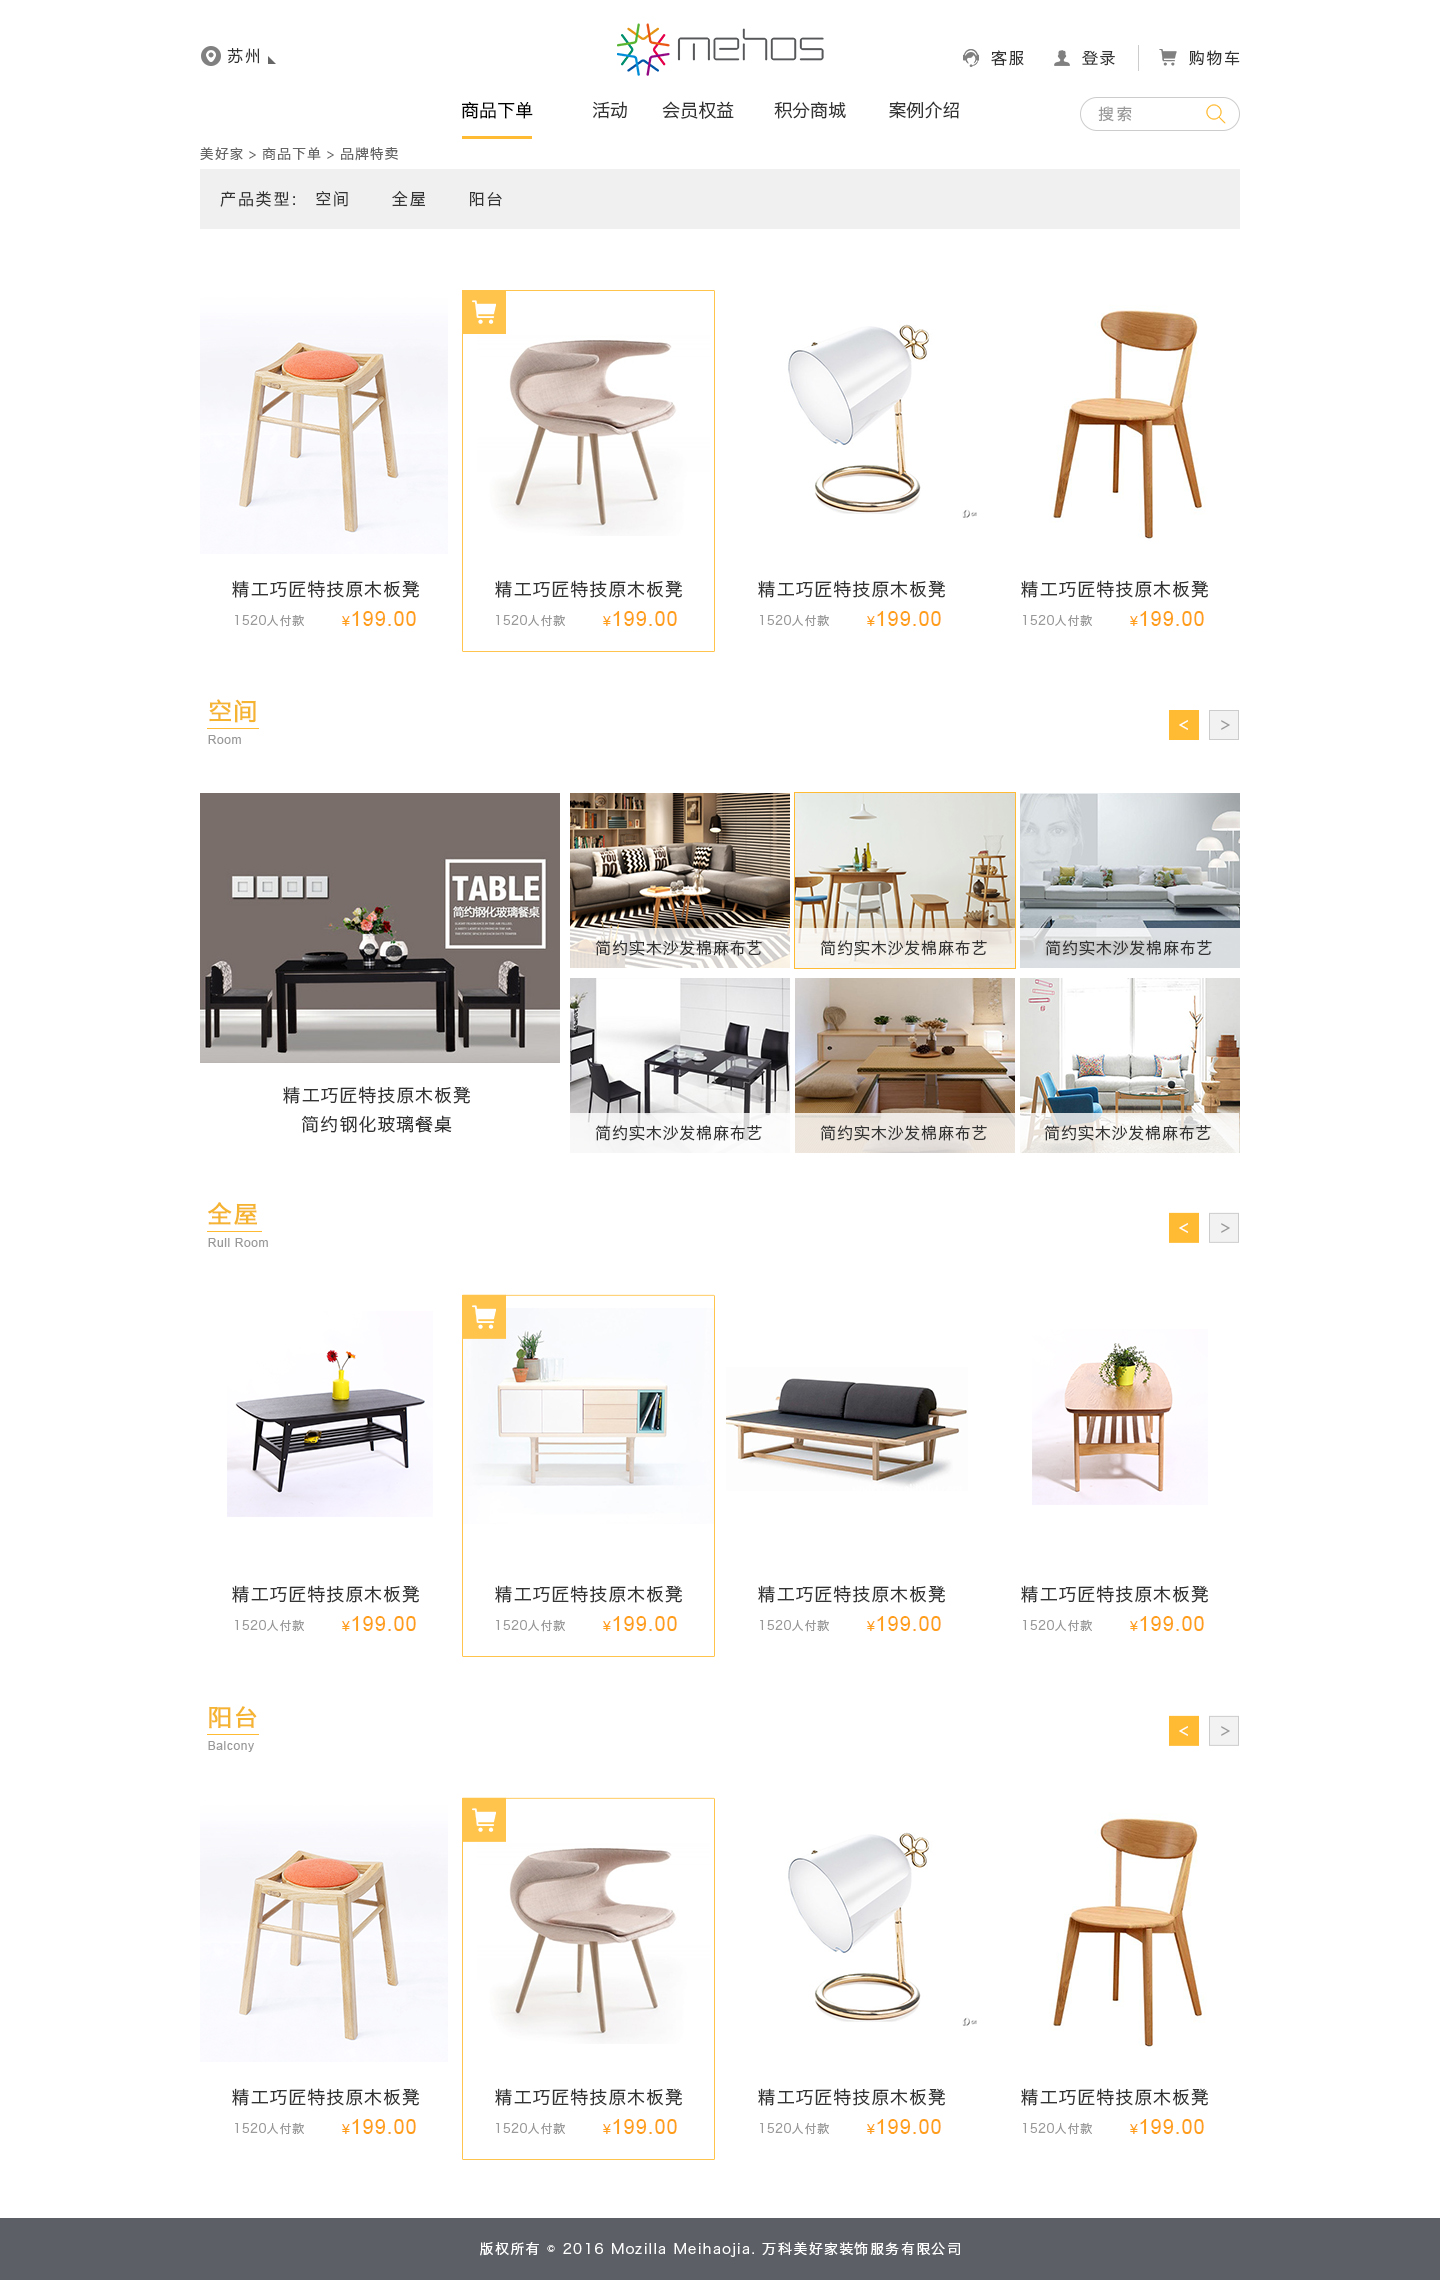 苏州
mehos
客服 登录 购物车
商品下单 活动 会员权益 积分商城 案例介绍
搜索
美好家 > 商品下单 > 品牌特卖
产品类型: 空间 全屋 阳台
精工巧匠特技原木板凳
1520人付款 ¥199.00
精工巧匠特技原木板凳
1520人付款 ¥199.00
精工巧匠特技原木板凳
1520人付款 ¥199.00
精工巧匠特技原木板凳
1520人付款 ¥199.00
空间
Room
< >
TABLE
简约钢化玻璃餐桌
精工巧匠特技原木板凳
简约钢化玻璃餐桌
简约实木沙发棉麻布艺
简约实木沙发棉麻布艺
简约实木沙发棉麻布艺
简约实木沙发棉麻布艺
简约实木沙发棉麻布艺
简约实木沙发棉麻布艺
全屋
Rull Room
< >
精工巧匠特技原木板凳
1520人付款 ¥199.00
精工巧匠特技原木板凳
1520人付款 ¥199.00
精工巧匠特技原木板凳
1520人付款 ¥199.00
精工巧匠特技原木板凳
1520人付款 ¥199.00
阳台
Balcony
< >
精工巧匠特技原木板凳
1520人付款 ¥199.00
精工巧匠特技原木板凳
1520人付款 ¥199.00
精工巧匠特技原木板凳
1520人付款 ¥199.00
精工巧匠特技原木板凳
1520人付款 ¥199.00
版权所有 © 2016 Mozilla Meihaojia. 万科美好家装饰服务有限公司